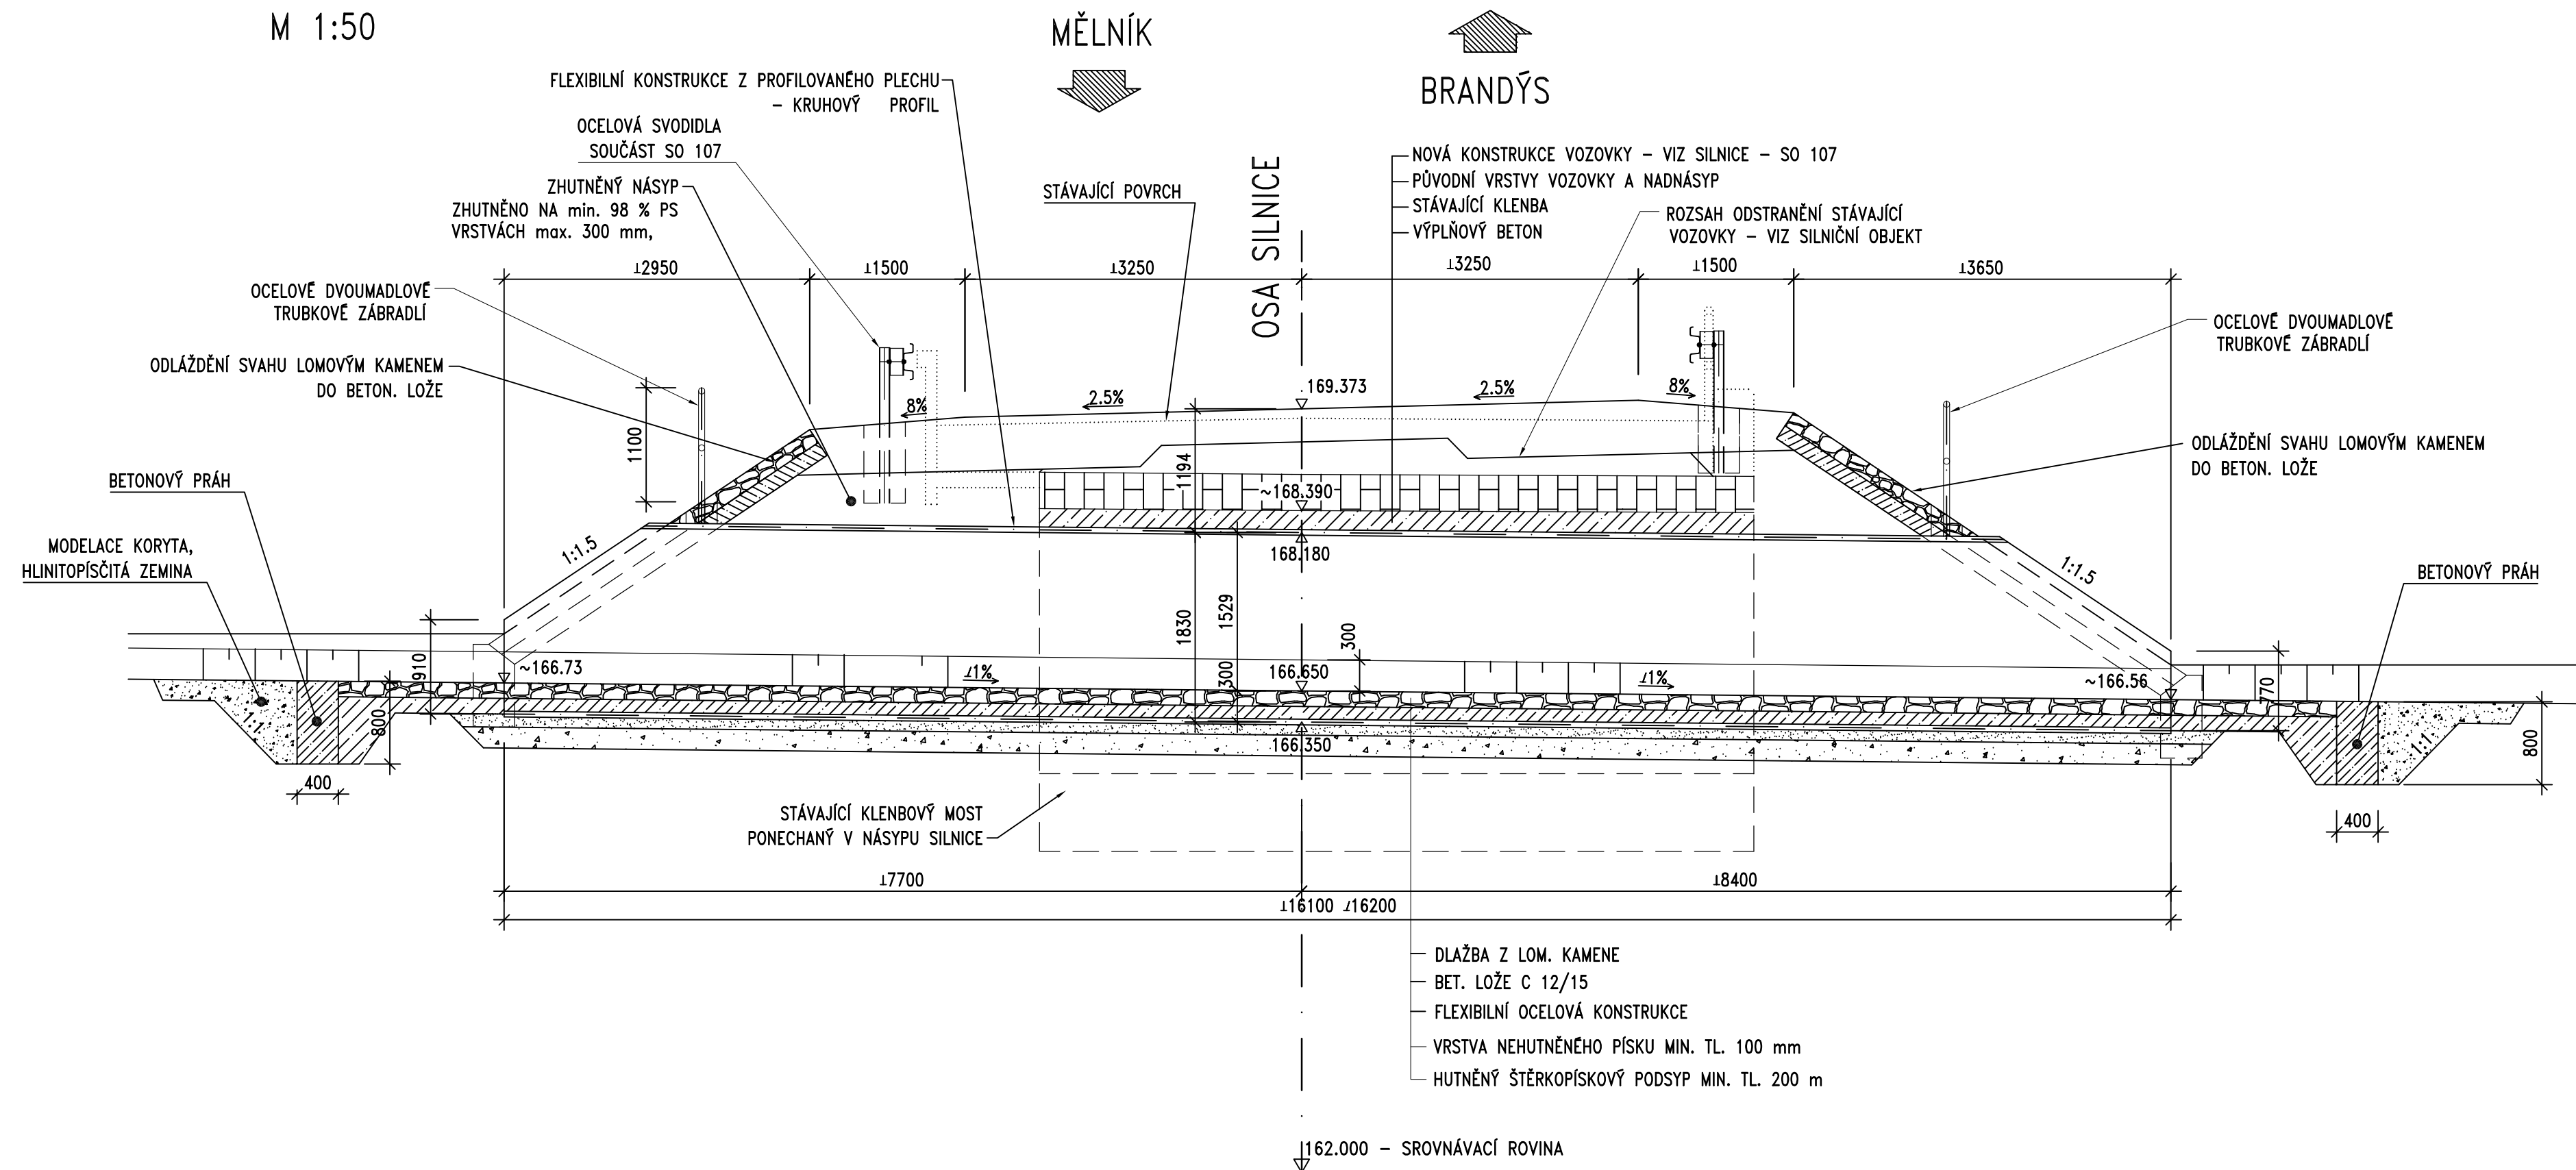 M 1:50
MĚLNÍK
BRANDÝS
FLEXIBILNÍ KONSTRUKCE Z PROFILOVANÉHO PLECHU
- KRUHOVÝ PROFIL
OCELOVÁ SVODIDLA
SOUČÁST SO 107
ZHUTNĚNÝ NÁSYP
ZHUTNĚNO NA min. 98 % PS
VRSTVÁCH max. 300 mm,
STÁVAJÍCÍ POVRCH
OSA SILNICE
NOVÁ KONSTRUKCE VOZOVKY - VIZ SILNICE - SO 107
PŮVODNÍ VRSTVY VOZOVKY A NADNÁSYP
STÁVAJÍCÍ KLENBA
VÝPLŇOVÝ BETON
ROZSAH ODSTRANĚNÍ STÁVAJÍCÍ
VOZOVKY - VIZ SILNIČNÍ OBJEKT
⊥2950
⊥1500
⊥3250
⊥3250
⊥1500
⊥3650
OCELOVÉ DVOUMADLOVÉ
TRUBKOVÉ ZÁBRADLÍ
OCELOVÉ DVOUMADLOVÉ
TRUBKOVÉ ZÁBRADLÍ
ODLÁŽDĚNÍ SVAHU LOMOVÝM KAMENEM
DO BETON. LOŽE
ODLÁŽDĚNÍ SVAHU LOMOVÝM KAMENEM
DO BETON. LOŽE
1100
8%
2.5%
169.373
2.5%
8%
1194
~168.390
168.180
BETONOVÝ PRÁH
MODELACE KORYTA,
HLINITOPÍSČITÁ ZEMINA
1:1.5
1:1.5
BETONOVÝ PRÁH
1830
1529
300
300
910
~166.73
1%
166.650
1%
~166.56
770
800
1:1
166.350
1:1
800
400
400
STÁVAJÍCÍ KLENBOVÝ MOST
PONECHANÝ V NÁSYPU SILNICE
⊥7700
⊥8400
⊥16100 ⊥16200
DLAŽBA Z LOM. KAMENE
BET. LOŽE C 12/15
FLEXIBILNÍ OCELOVÁ KONSTRUKCE
VRSTVA NEHUTNĚNÉHO PÍSKU MIN. TL. 100 mm
HUTNĚNÝ ŠTĚRKOPÍSKOVÝ PODSYP MIN. TL. 200 m
162.000 - SROVNÁVACÍ ROVINA